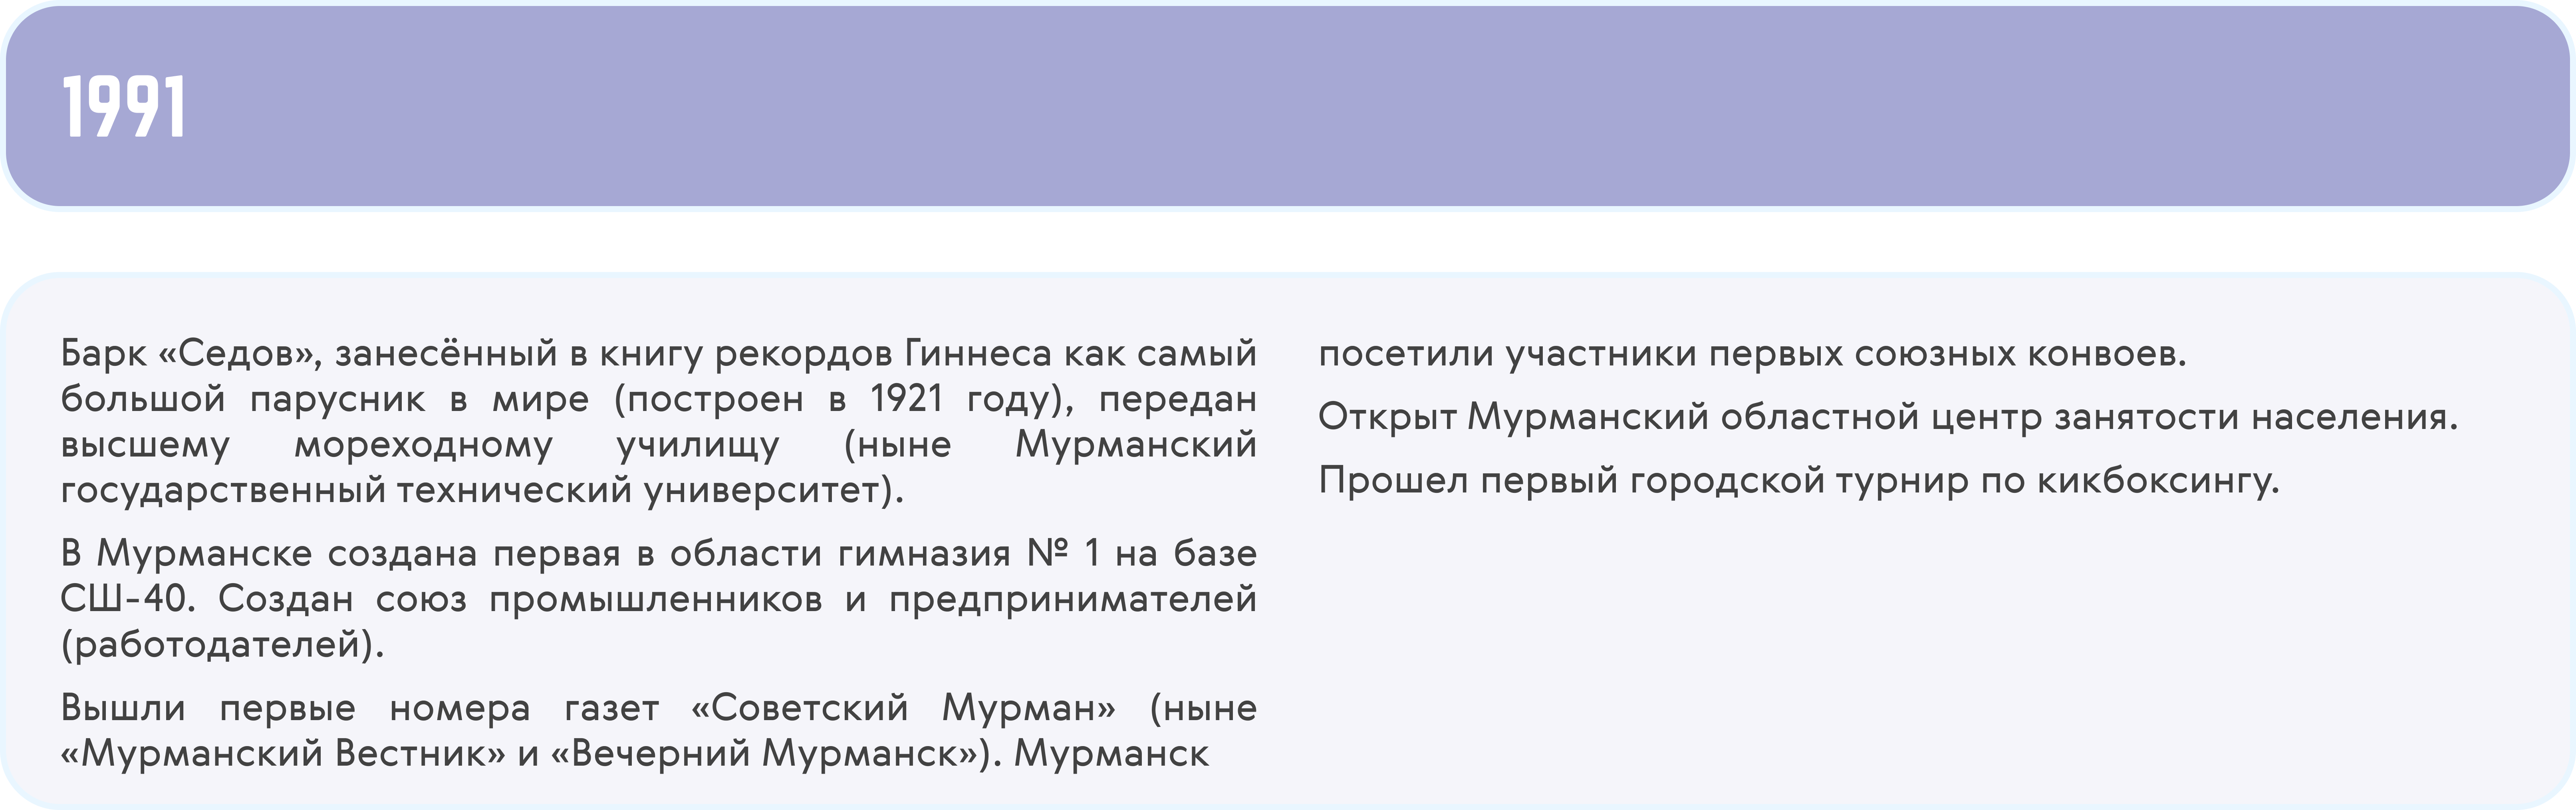 1991
Барк «Седов», занесённый в книгу рекордов Гиннеса как самый
большой парусник в мире (построен в 1921 году), передан
высшему мореходному училищу (ныне Мурманский
государственный технический университет).
В Мурманске создана первая в области гимназия № 1 на базе
СШ-40. Создан союз промышленников и предпринимателей
(работодателей).
Вышли первые номера газет «Советский Мурман» (ныне
«Мурманский Вестник» и «Вечерний Мурманск»). Мурманск
посетили участники первых союзных конвоев.
Открыт Мурманский областной центр занятости населения.
Прошел первый городской турнир по кикбоксингу.